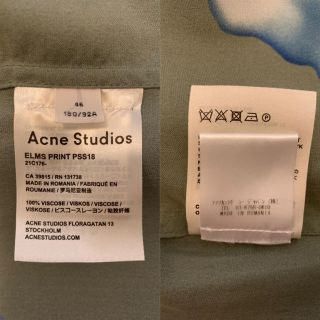 46
180/92A
Acne Studios
ELMS PRINT PSS18
21C176-
CA 39815 / RN 131738
MADE IN ROMANIA / FABRIQUÉ EN
ROUMANIE / 罗马尼亚制造
100% VISCOSE / VISKOS / VISCOSE /
VISKOSE / ビスコースレーヨン / 粘胶纤维
ACNE STUDIOS FLORAGATAN 13
STOCKHOLM
ACNESTUDIOS.COM
MADE IN ROMANIA